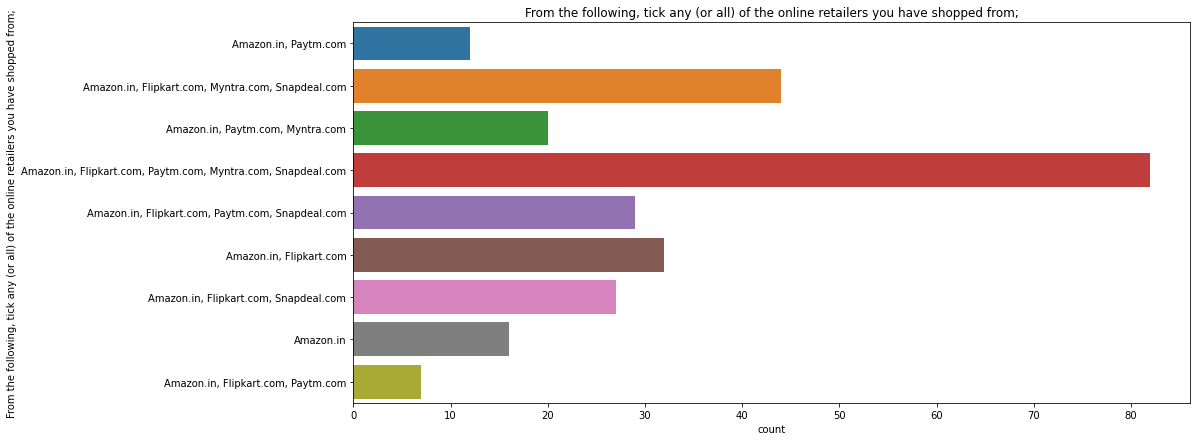 From the following, tick any (or all) of the online retailers you have shopped from;
From the following, tick any (or all) of the online retailers you have shopped from;
Amazon.in, Paytm.com
Amazon.in, Flipkart.com, Myntra.com, Snapdeal.com
Amazon.in, Paytm.com, Myntra.com
Amazon.in, Flipkart.com, Paytm.com, Myntra.com, Snapdeal.com
Amazon.in, Flipkart.com, Paytm.com, Snapdeal.com
Amazon.in, Flipkart.com
Amazon.in, Flipkart.com, Snapdeal.com
Amazon.in
Amazon.in, Flipkart.com, Paytm.com
0 10 20 30 40 50 60 70 80
count